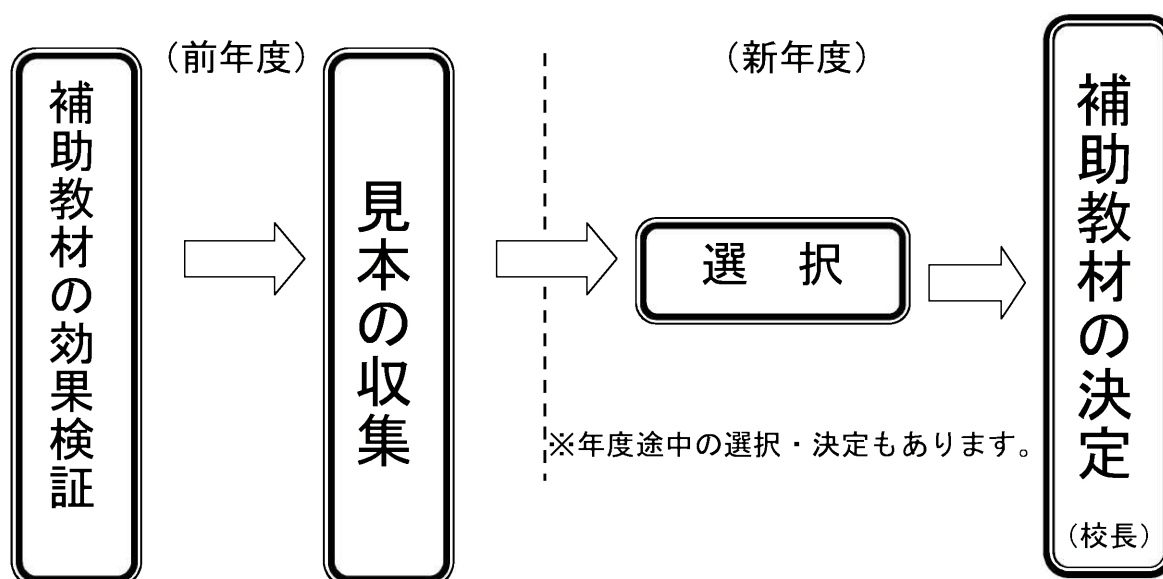 （前年度）
（新年度）
補助教材の効果検証
見本の収集
選　択
補助教材の決定
（校長）
※年度途中の選択・決定もあります。